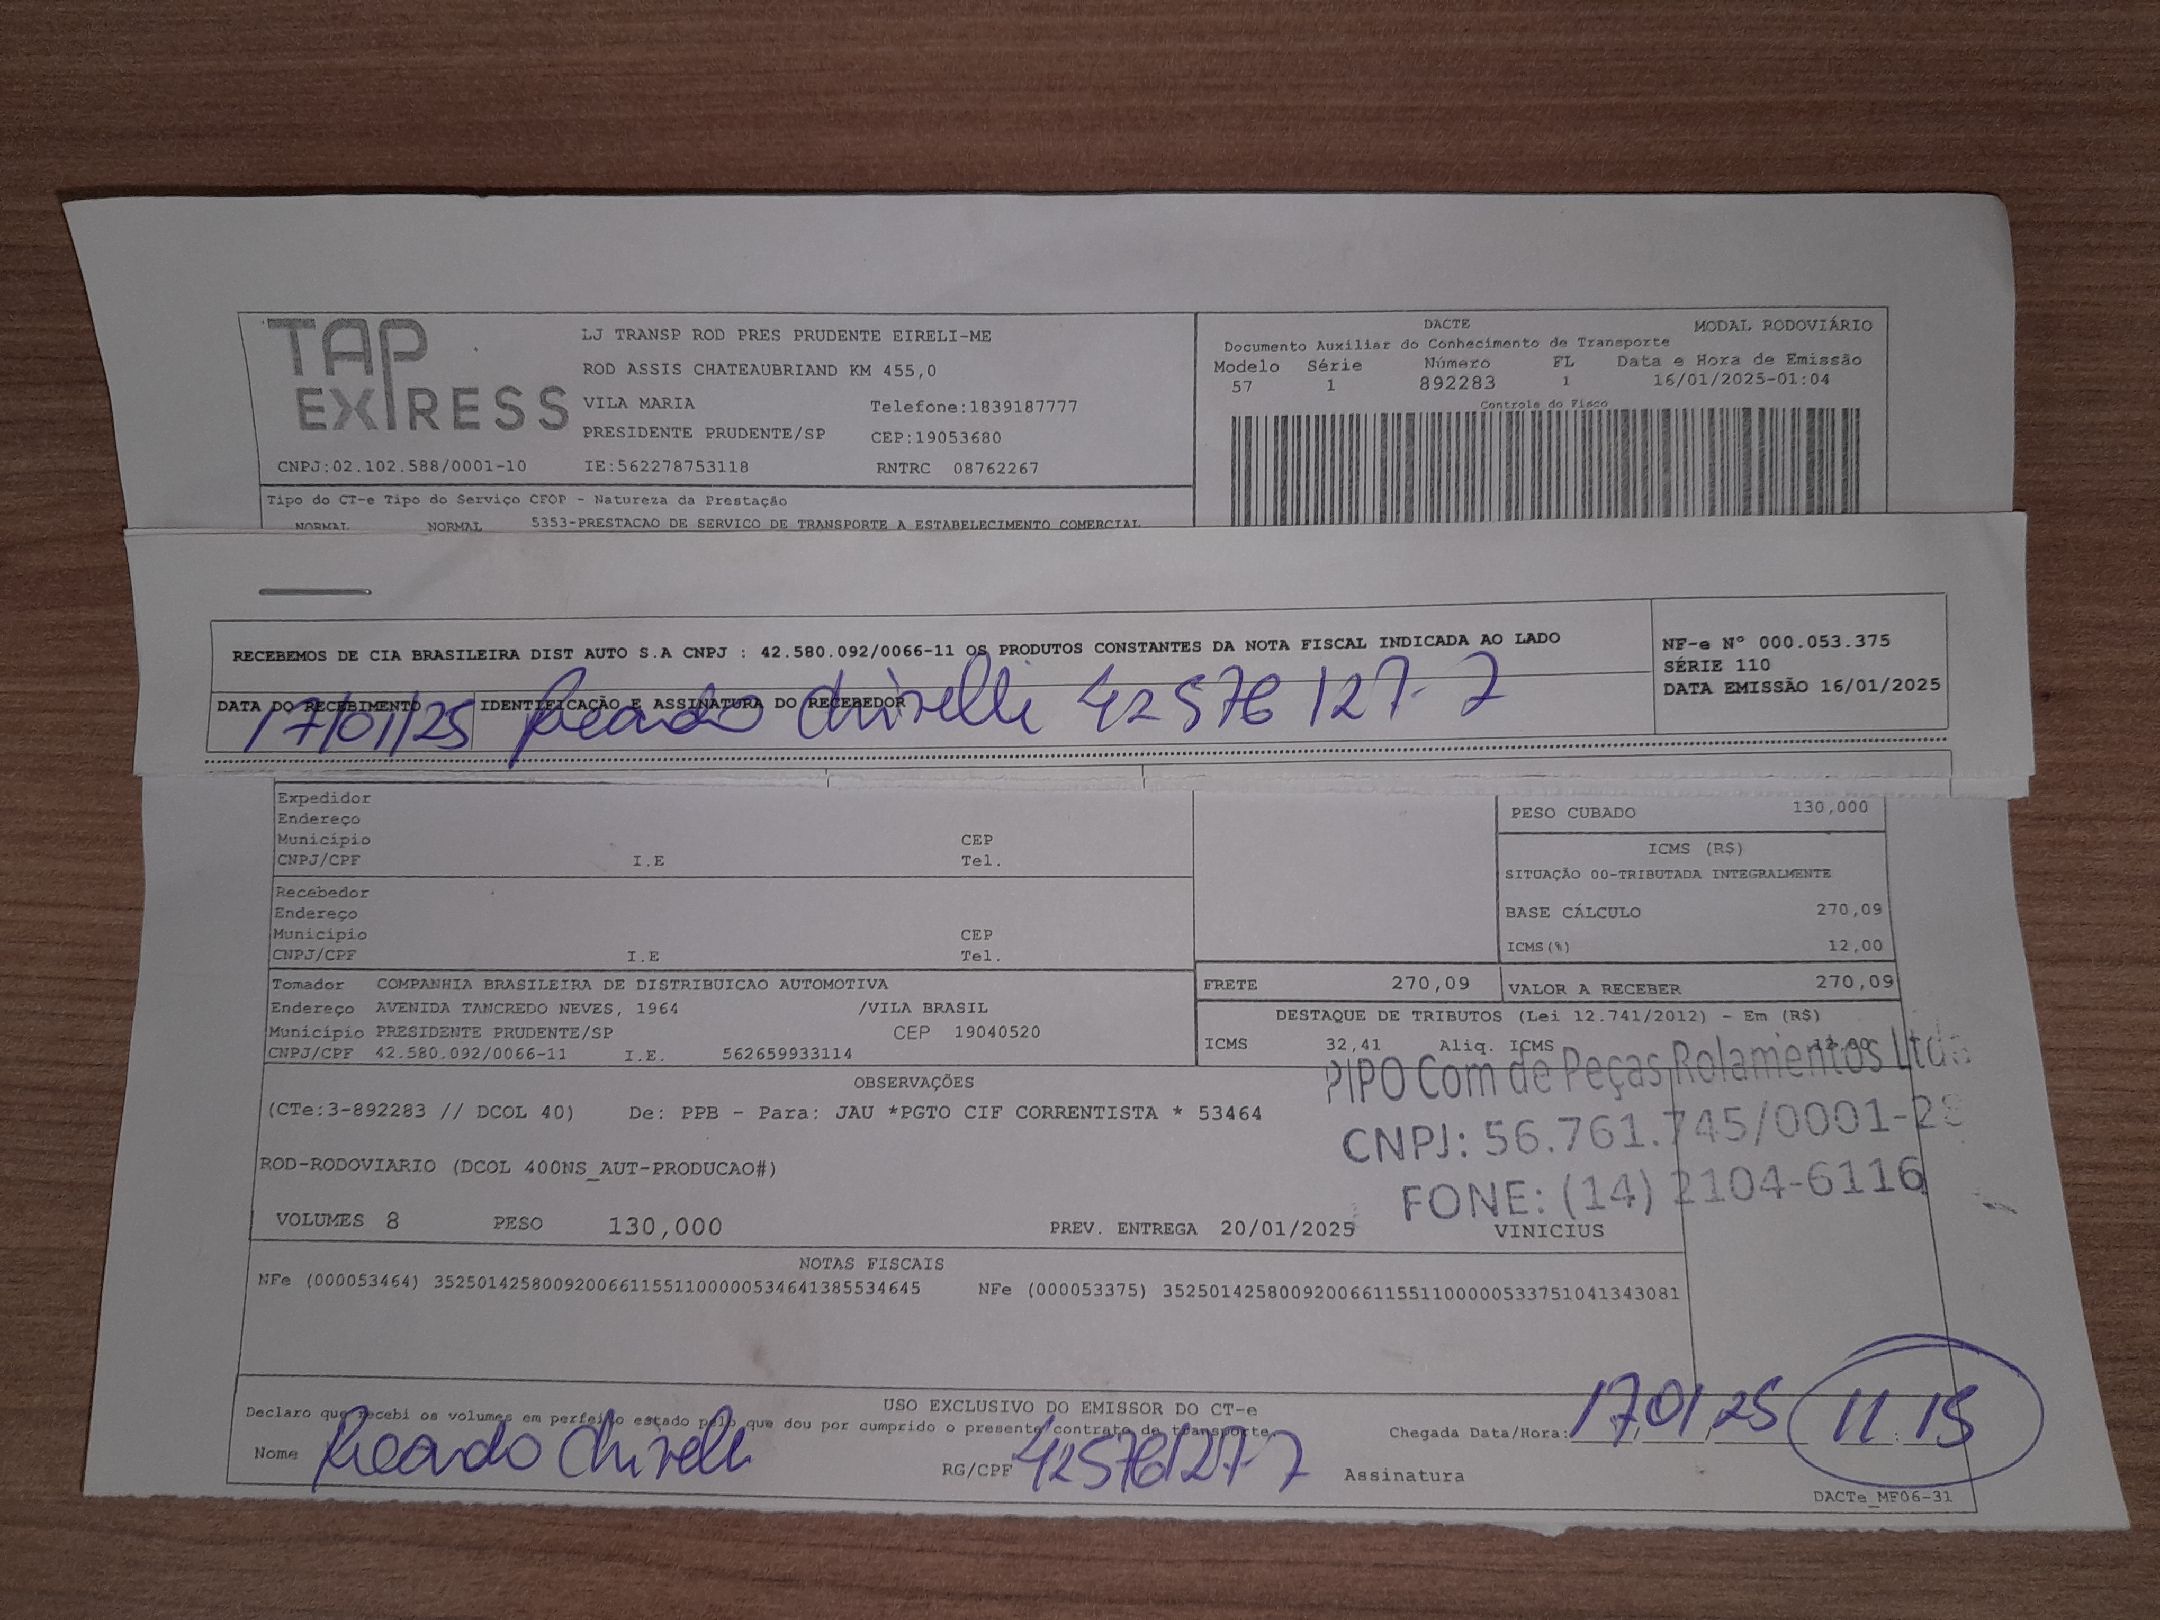 TAP EXPRESS
LJ TRANSP ROD PRES PRUDENTE EIRELI-ME
ROD ASSIS CHATEAUBRIAND KM 455,0
VILA MARIA Telefone:1839187777
PRESIDENTE PRUDENTE/SP CEP:19053680
CNPJ:02.102.588/0001-10 IE:562278753118 RNTRC 08762267
DACTE MODAL RODOVIÁRIO
Documento Auxiliar do Conhecimento de Transporte
Modelo Série Número FL Data e Hora de Emissão
57 1 892283 1 16/01/2025-01:04
Controle do Fisco
Tipo do CT-e Tipo do Serviço CFOP - Natureza da Prestação
NORMAL NORMAL 5353-PRESTACAO DE SERVICO DE TRANSPORTE A ESTABELECIMENTO COMERCIAL
RECEBEMOS DE CIA BRASILEIRA DIST AUTO S.A CNPJ : 42.580.092/0066-11 OS PRODUTOS CONSTANTES DA NOTA FISCAL INDICADA AO LADO
NF-e Nº 000.053.375
SÉRIE 110
DATA EMISSÃO 16/01/2025
DATA DO RECEBIMENTO IDENTIFICAÇÃO E ASSINATURA DO RECEBEDOR
17/01/25 Ricardo Chirelli 42576127-7
Expedidor
Endereço
Município CEP
CNPJ/CPF I.E Tel.
Recebedor
Endereço
Município CEP
CNPJ/CPF I.E Tel.
PESO CUBADO 130,000
ICMS (R$)
SITUAÇÃO 00-TRIBUTADA INTEGRALMENTE
BASE CÁLCULO 270,09
ICMS(%) 12,00
Tomador COMPANHIA BRASILEIRA DE DISTRIBUICAO AUTOMOTIVA
Endereço AVENIDA TANCREDO NEVES, 1964 /VILA BRASIL
Município PRESIDENTE PRUDENTE/SP CEP 19040520
CNPJ/CPF 42.580.092/0066-11 I.E. 562659933114
FRETE 270,09 VALOR A RECEBER 270,09
DESTAQUE DE TRIBUTOS (Lei 12.741/2012) - Em (R$)
ICMS 32,41 Aliq. ICMS 12,00
PIPO Com de Peças Rolamentos Ltda
CNPJ: 56.761.745/0001-28
FONE: (14) 2104-6116
OBSERVAÇÕES
(CTe:3-892283 // DCOL 40) De: PPB - Para: JAU *PGTO CIF CORRENTISTA * 53464
ROD-RODOVIARIO (DCOL 400NS_AUT-PRODUCAO#)
VOLUMES 8 PESO 130,000 PREV. ENTREGA 20/01/2025 VINICIUS
NOTAS FISCAIS
NFe (000053464) 35250142580092006611551100000534641385534645 NFe (000053375) 35250142580092006611551100000533751041343081
USO EXCLUSIVO DO EMISSOR DO CT-e
Declaro que recebi os volumes em perfeito estado pelo que dou por cumprido o presente contrato de transporte
Chegada Data/Hora: 17,01,25 11:15
Nome Ricardo Chirelli RG/CPF 42576127-7 Assinatura
DACTe_MF06-31